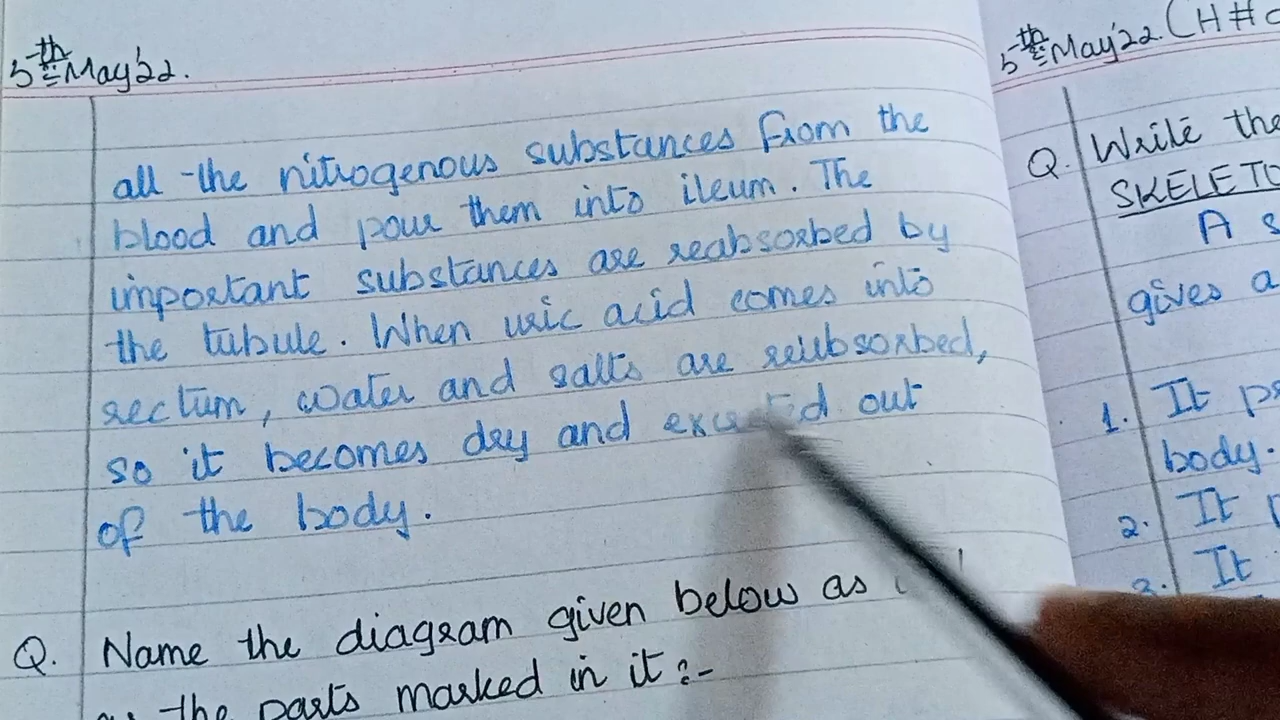 5th May'22.
all the nitrogenous substances from the
blood and pour them into ileum. The
important substances are reabsorbed by
the tubule. When uric acid comes into
rectum, water and salts are reabsorbed,
so it becomes dry and excreted out
of the body.
Q. Name the diagram given below as
the parts marked in it :-
5th May'22. (
Q. Write the
SKELETO
A s
gives a
1. It pr
body.
2. It
3. It